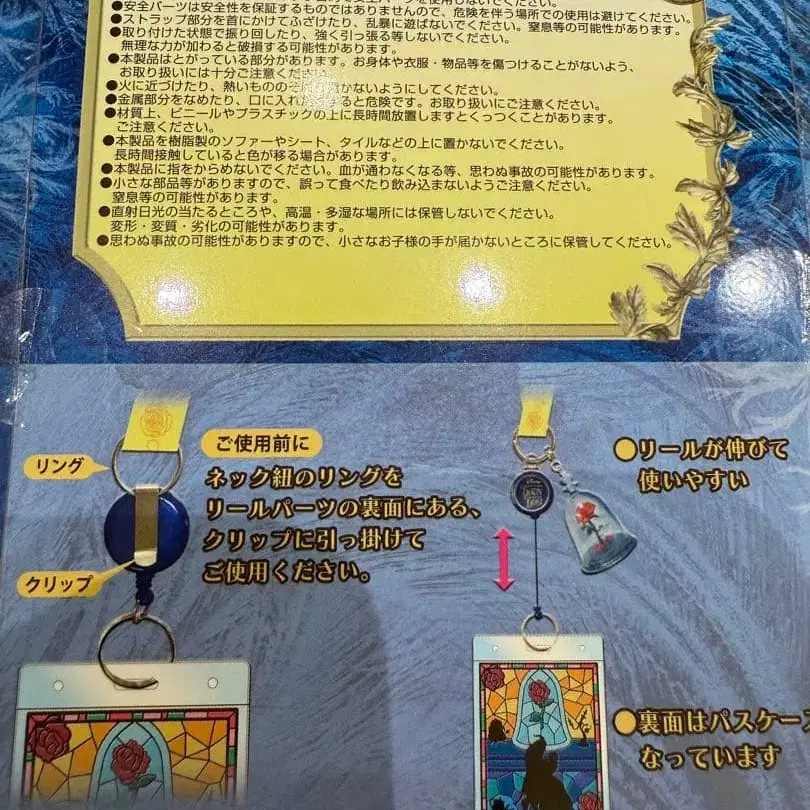 ●安全パーツは安全性を保証するものではありませんので、危険を伴う場所での使用は避けてください。
●ストラップ部分を首にかけてふざけたり、乱暴に遊ばないでください。窒息等の可能性があります。
●取り付けた状態で振り回したり、強く引っ張る等しないでください。
無理な力が加わると破損する可能性があります。
●本製品はとがっている部分があります。お身体や衣服・物品等を傷つけることがないよう、
お取り扱いには十分ご注意ください。
●火に近づけたり、熱いもののそばに置かないようにしてください。
●金属部分をなめたり、口に入れたりすると危険です。お取り扱いにご注意ください。
●材質上、ビニールやプラスチックの上に長時間放置しますとくっつくことがあります。
ご注意ください。
●本製品を樹脂製のソファーやシート、タイルなどの上に置かないでください。
長時間接触していると色が移る場合があります。
●本製品に指をからめないでください。血が通わなくなる等、思わぬ事故の可能性があります。
●小さな部品等がありますので、誤って食べたり飲み込まないようご注意ください。
窒息等の可能性があります。
●直射日光の当たるところや、高温・多湿な場所には保管しないでください。
変形・変質・劣化の可能性があります。
●思わぬ事故の可能性がありますので、小さなお子様の手が届かないところに保管してください。
リング
クリップ
ご使用前に
ネック紐のリングを
リールパーツの裏面にある、
クリップに引っ掛けて
ご使用ください。
●リールが伸びて
使いやすい
●裏面はパスケース
なっています